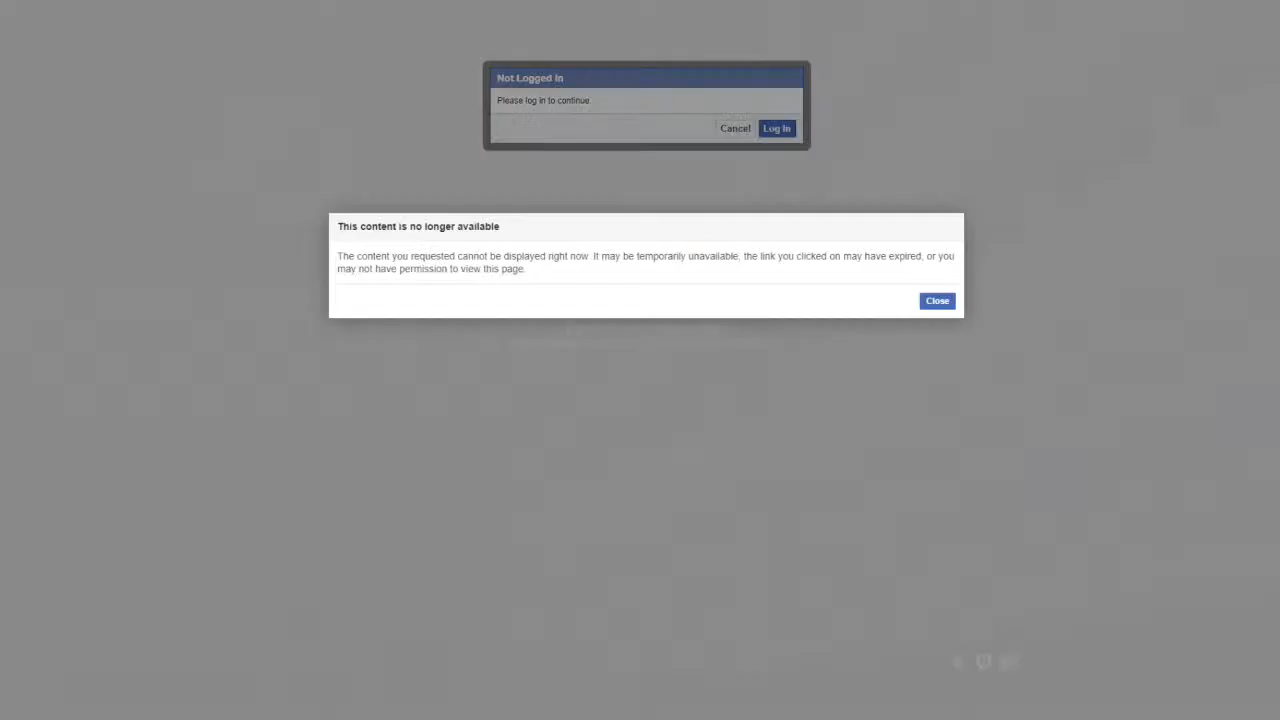 Not Logged In
Please log in to continue.
Cancel Log In
This content is no longer available
The content you requested cannot be displayed right now. It may be temporarily unavailable, the link you clicked on may have expired, or you
may not have permission to view this page.
Close